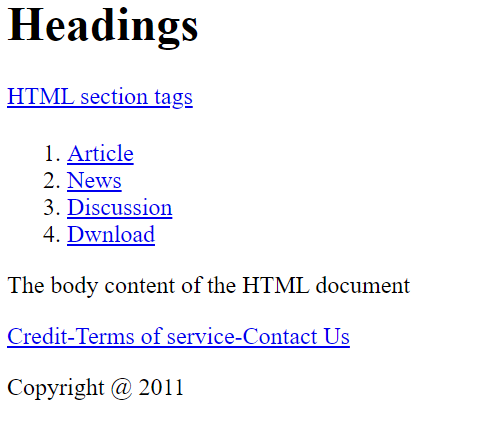 Headings
HTML section tags
1. Article
2. News
3. Discussion
4. Dwnload
The body content of the HTML document
Credit-Terms of service-Contact Us
Copyright @ 2011